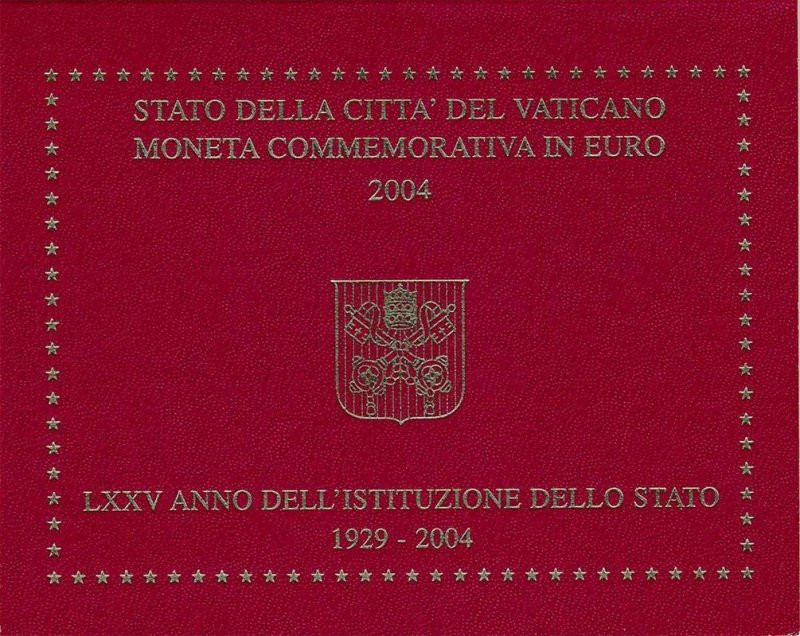 STATO DELLA CITTA' DEL VATICANO
MONETA COMMEMORATIVA IN EURO
2004
LXXV ANNO DELL'ISTITUZIONE DELLO STATO
1929 - 2004